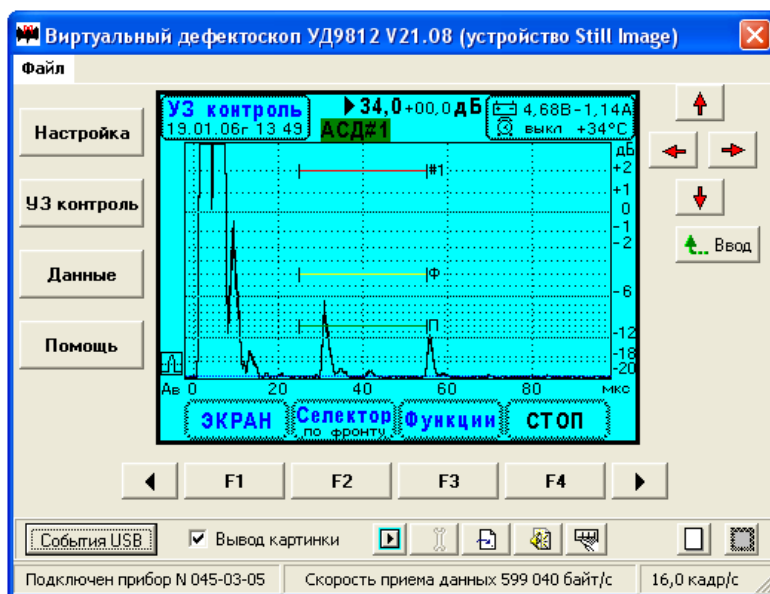 Виртуальный дефектоскоп УД9812 V21.08 (устройство Still Image)
Файл
Настройка
УЗ контроль
Данные
Помощь
УЗ контроль
19.01.06г 13 49
34,0+00,0дБ
АСД#1
4,68В-1,14А
выкл +34°C
дБ
+2
+1
0
-1
-2
-6
-12
-18
-20
#1
Ф
П
Ав 0 20 40 60 80 мкс
ЭКРАН
Селектор
по фронту
Функции
СТОП
Ввод
F1 F2 F3 F4
События USB
Вывод картинки
Подключен прибор N 045-03-05
Скорость приема данных 599 040 байт/с
16,0 кадр/с